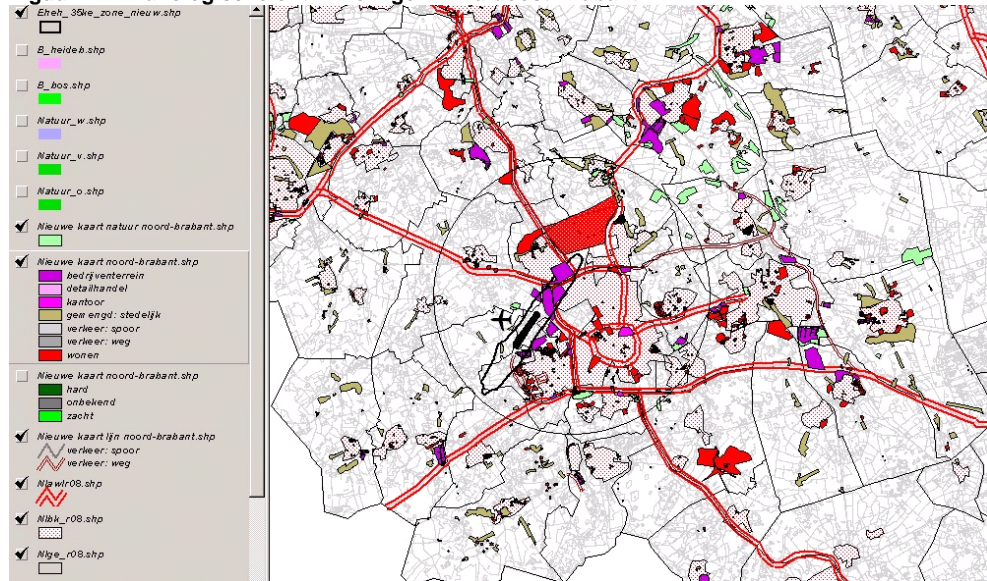 Eheh_35ke_zone_nieuw.shp
B_heideb.shp
B_bos.shp
Natuur_w.shp
Natuur_v.shp
Natuur_o.shp
Nieuwe kaart natuur noord-brabant.shp
Nieuwe kaart noord-brabant.shp
bedrijventerrein
detailhandel
kantoor
gemengd: stedelijk
verkeer: spoor
verkeer: weg
wonen
Nieuwe kaart noord-brabant.shp
hard
onbekend
zacht
Nieuwe kaart lijn noord-brabant.shp
verkeer: spoor
verkeer: weg
Nlawlr08.shp
Nlbk_r08.shp
Nlge_r08.shp